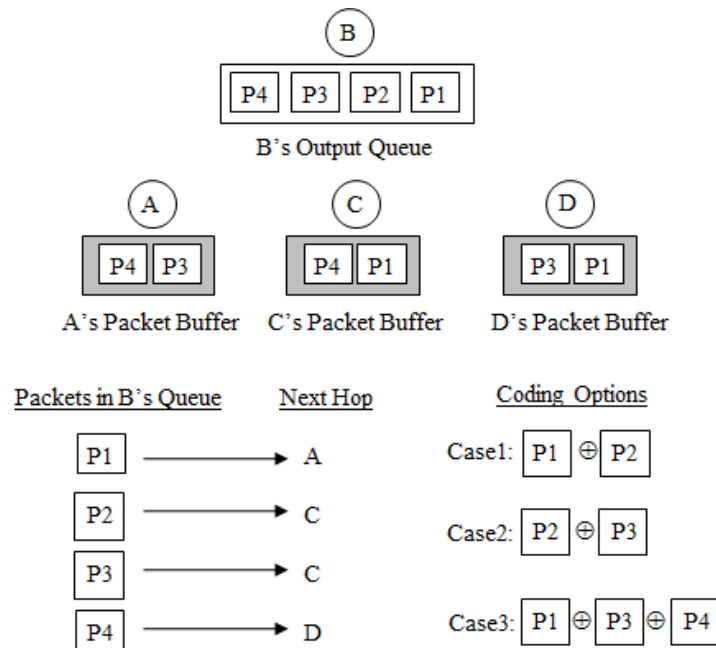 B
P4 P3 P2 P1
B's Output Queue
A C D
P4 P3 P4 P1 P3 P1
A's Packet Buffer C's Packet Buffer D's Packet Buffer
Packets in B's Queue Next Hop Coding Options
P1 A
Case1: P1 ⊕ P2
P2 C
Case2: P2 ⊕ P3
P3 C
P4 D
Case3: P1 ⊕ P3 ⊕ P4